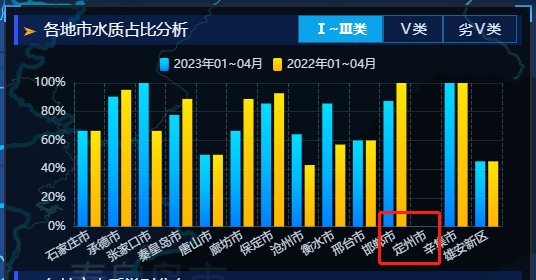 各地市水质占比分析
Ⅰ~Ⅲ类 Ⅴ类 劣Ⅴ类
2023年01~04月 2022年01~04月
100%
80%
60%
40%
20%
0%
石家庄市 承德市 张家口市 秦皇岛市 唐山市 廊坊市 保定市 沧州市 衡水市 邢台市 邯郸市 定州市 辛集市 雄安新区